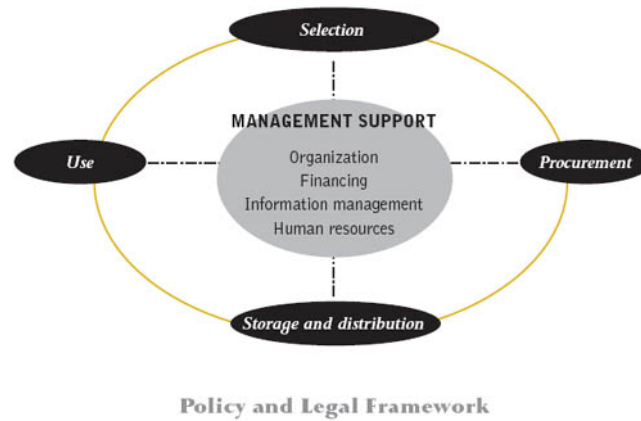 Selection
MANAGEMENT SUPPORT
Use
Organization
Financing
Information management
Human resources
Procurement
Storage and distribution
Policy and Legal Framework